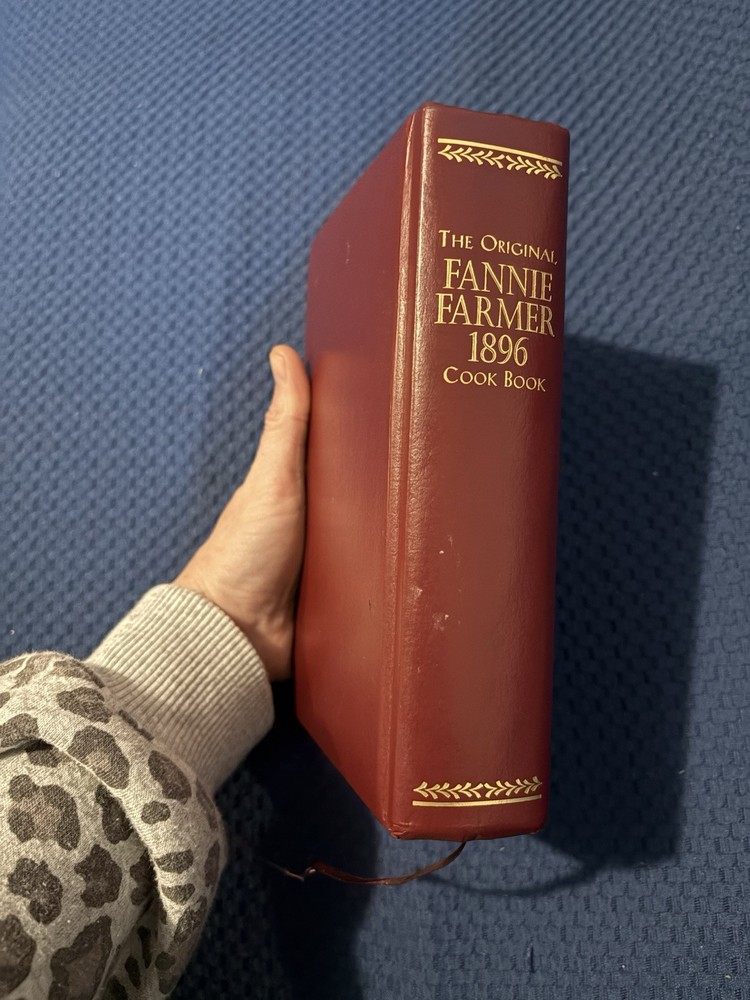 The Original
FANNIE
FARMER
1896
Cook Book